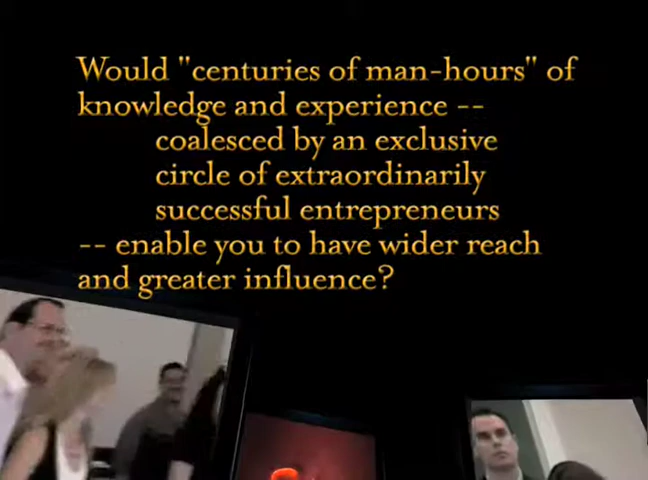 Would "centuries of man-hours" of
knowledge and experience --
coalesced by an exclusive
circle of extraordinarily
successful entrepreneurs
-- enable you to have wider reach
and greater influence?